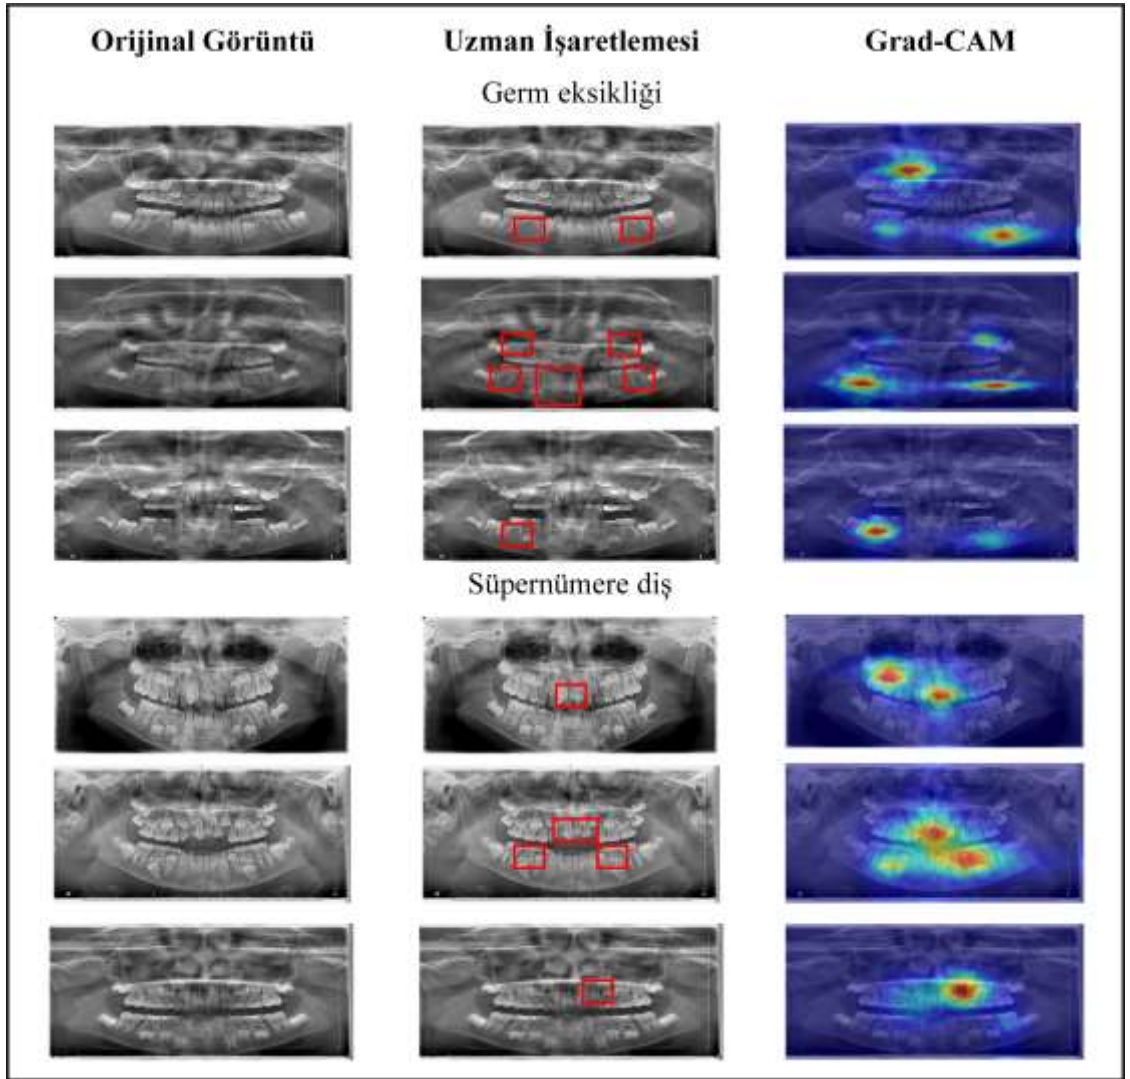 Orijinal Görüntü Uzman İşaretlemesi Grad-CAM
Germ eksikliği
Süpernümere diş